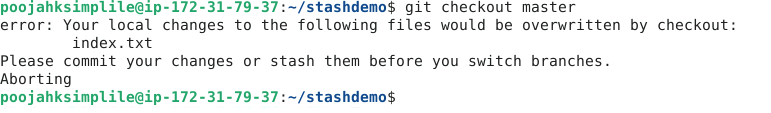 poojahksimplile@ip-172-31-79-37:~/stashdemo$ git checkout master
error: Your local changes to the following files would be overwritten by checkout:
        index.txt
Please commit your changes or stash them before you switch branches.
Aborting
poojahksimplile@ip-172-31-79-37:~/stashdemo$